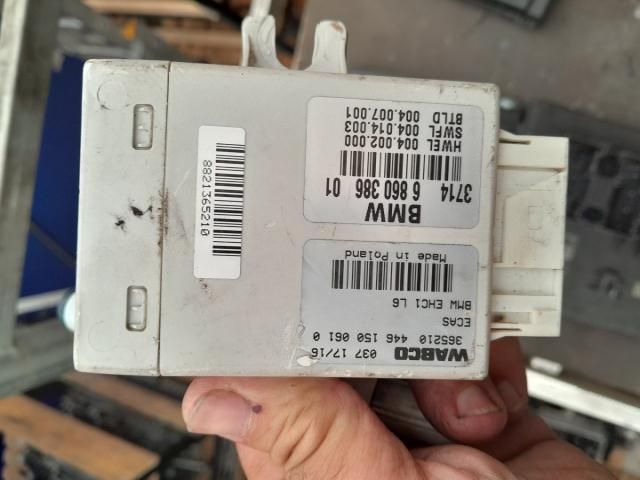 BMW
3714 6 860 386 01
HWEL 004.002.000
SWFL 004.014.003
BTLD 004.007.001
8821365210
WABCO 037 17/16
365210 446 150 061 0
ECAS
BMW EHC1 L6
Made in Poland